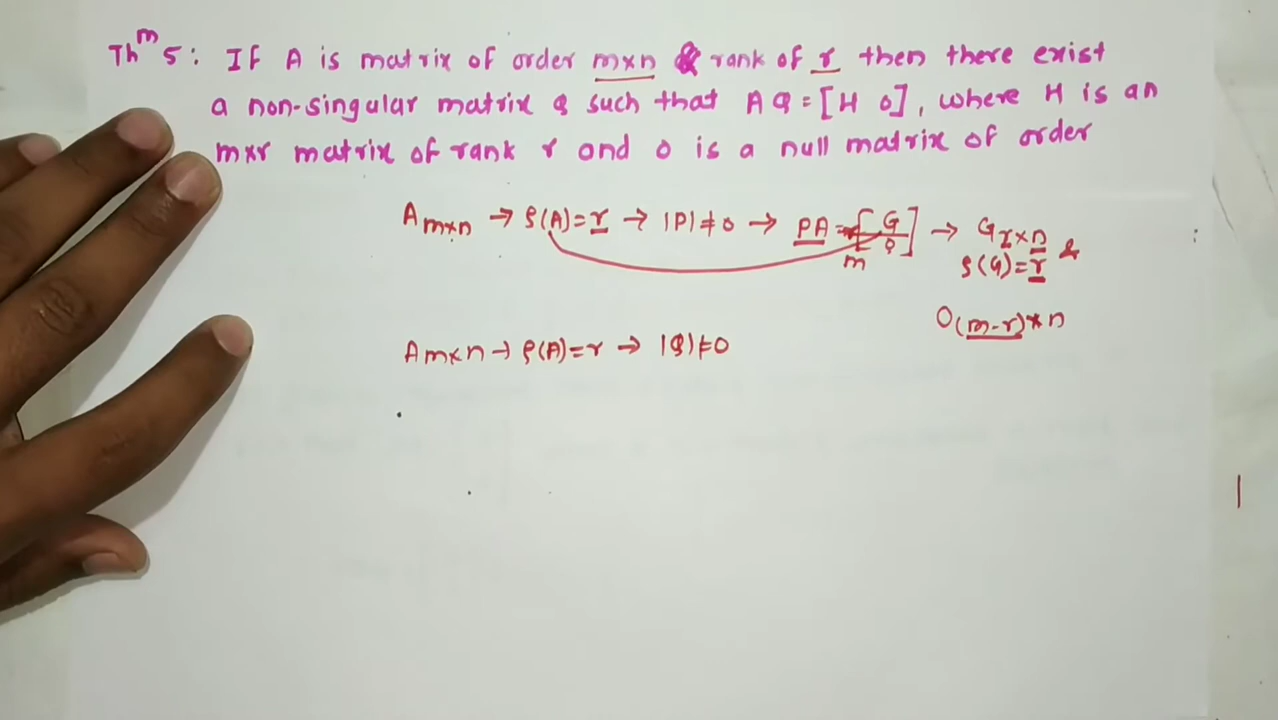 Thm 5: If A is matrix of order m×n & rank of r then there exist
a non-singular matrix Q such that AQ = [H 0], where H is an
m×r matrix of rank r and 0 is a null matrix of order
A m×n → ρ(A)=r → |P|≠0 → PA = [G/0] → G r×n &
m ρ(G)=r
O(m-r)×n
A m×n → ρ(A)=r → |Q|≠0